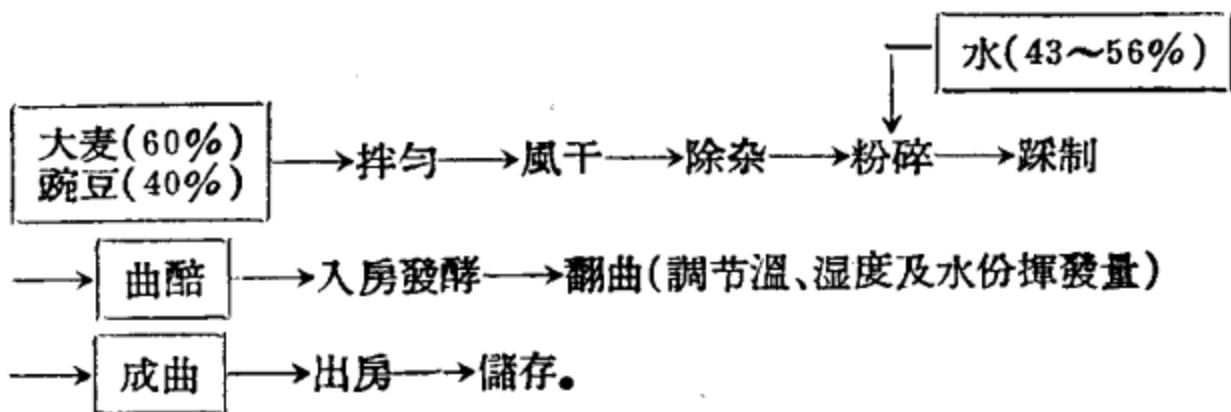 水(43～56%)
大麦(60%)
豌豆(40%)
拌匀 風干 除杂 粉碎 踩制
曲醅 入房發酵 翻曲(調节溫、湿度及水份揮發量)
成曲 出房 儲存。